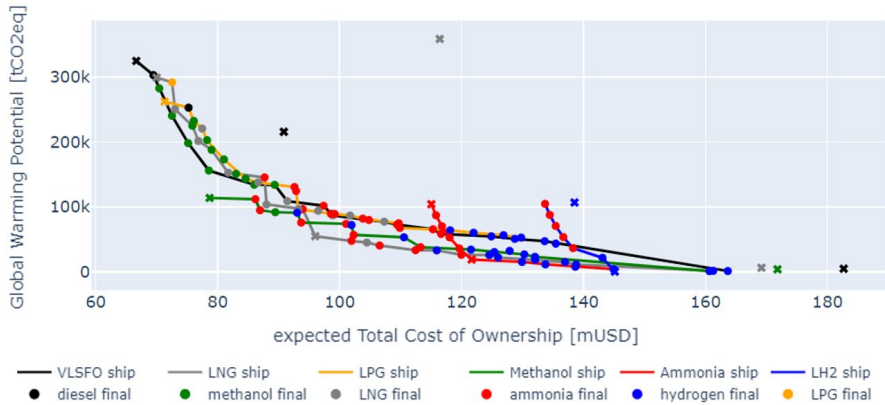 Global Warming Potential [tCO2eq]
300k
200k
100k
0
60 80 100 120 140 160 180
expected Total Cost of Ownership [mUSD]
VLSFO ship LNG ship LPG ship Methanol ship Ammonia ship LH2 ship
diesel final methanol final LNG final ammonia final hydrogen final LPG final